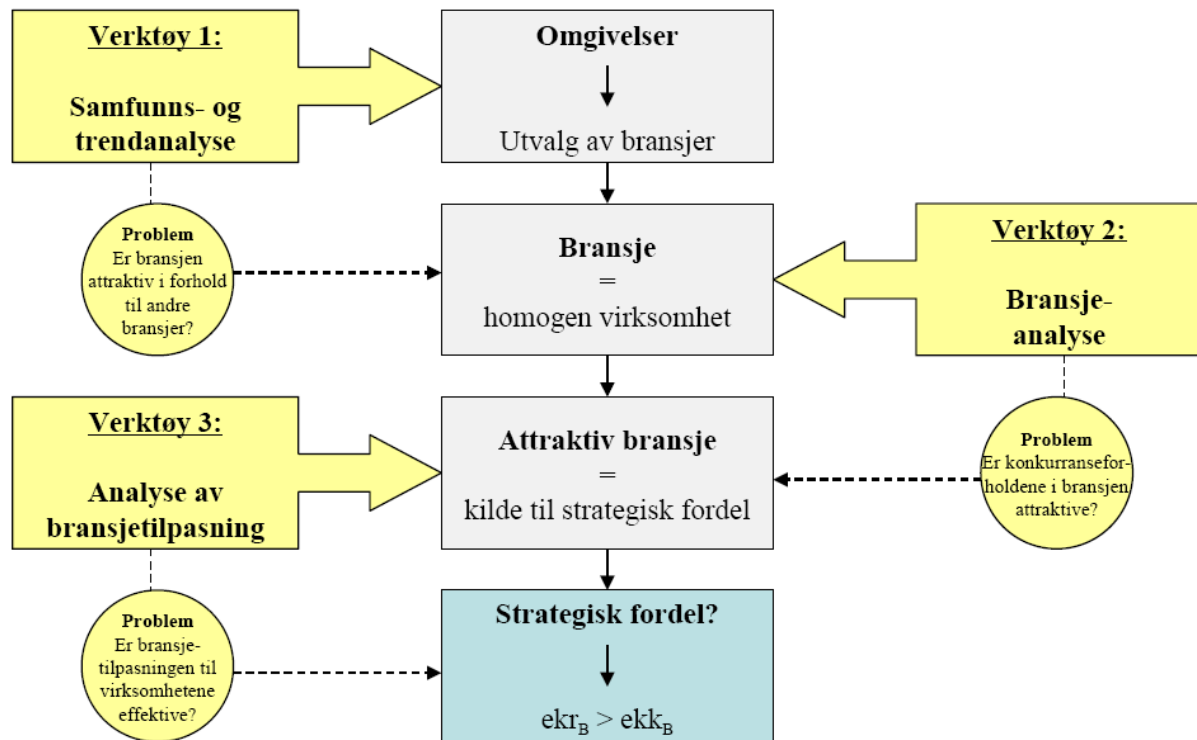 Verktøy 1:
Samfunns- og
trendanalyse
Omgivelser
Utvalg av bransjer
Problem
Er bransjen
attraktiv i forhold
til andre
bransjer?
Bransje
=
homogen virksomhet
Verktøy 2:
Bransje-
analyse
Verktøy 3:
Analyse av
bransjetilpasning
Attraktiv bransje
=
kilde til strategisk fordel
Problem
Er konkurransefor-
holdene i bransjen
attraktive?
Problem
Er bransje-
tilpasningen til
virksomhetene
effektive?
Strategisk fordel?
ekr_B > ekk_B